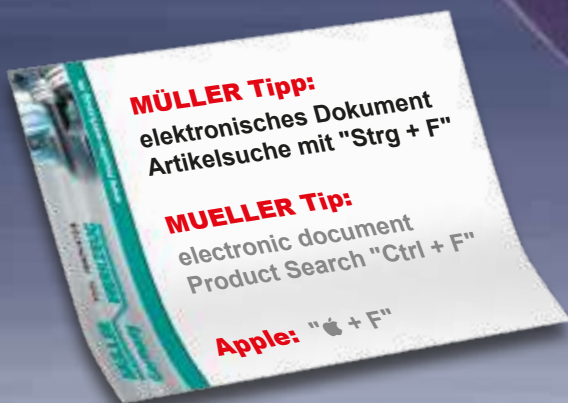 MÜLLER Tipp:
elektronisches Dokument
Artikelsuche mit "Strg + F"
MUELLER Tip:
electronic document
Product Search "Ctrl + F"
Apple: " + F"